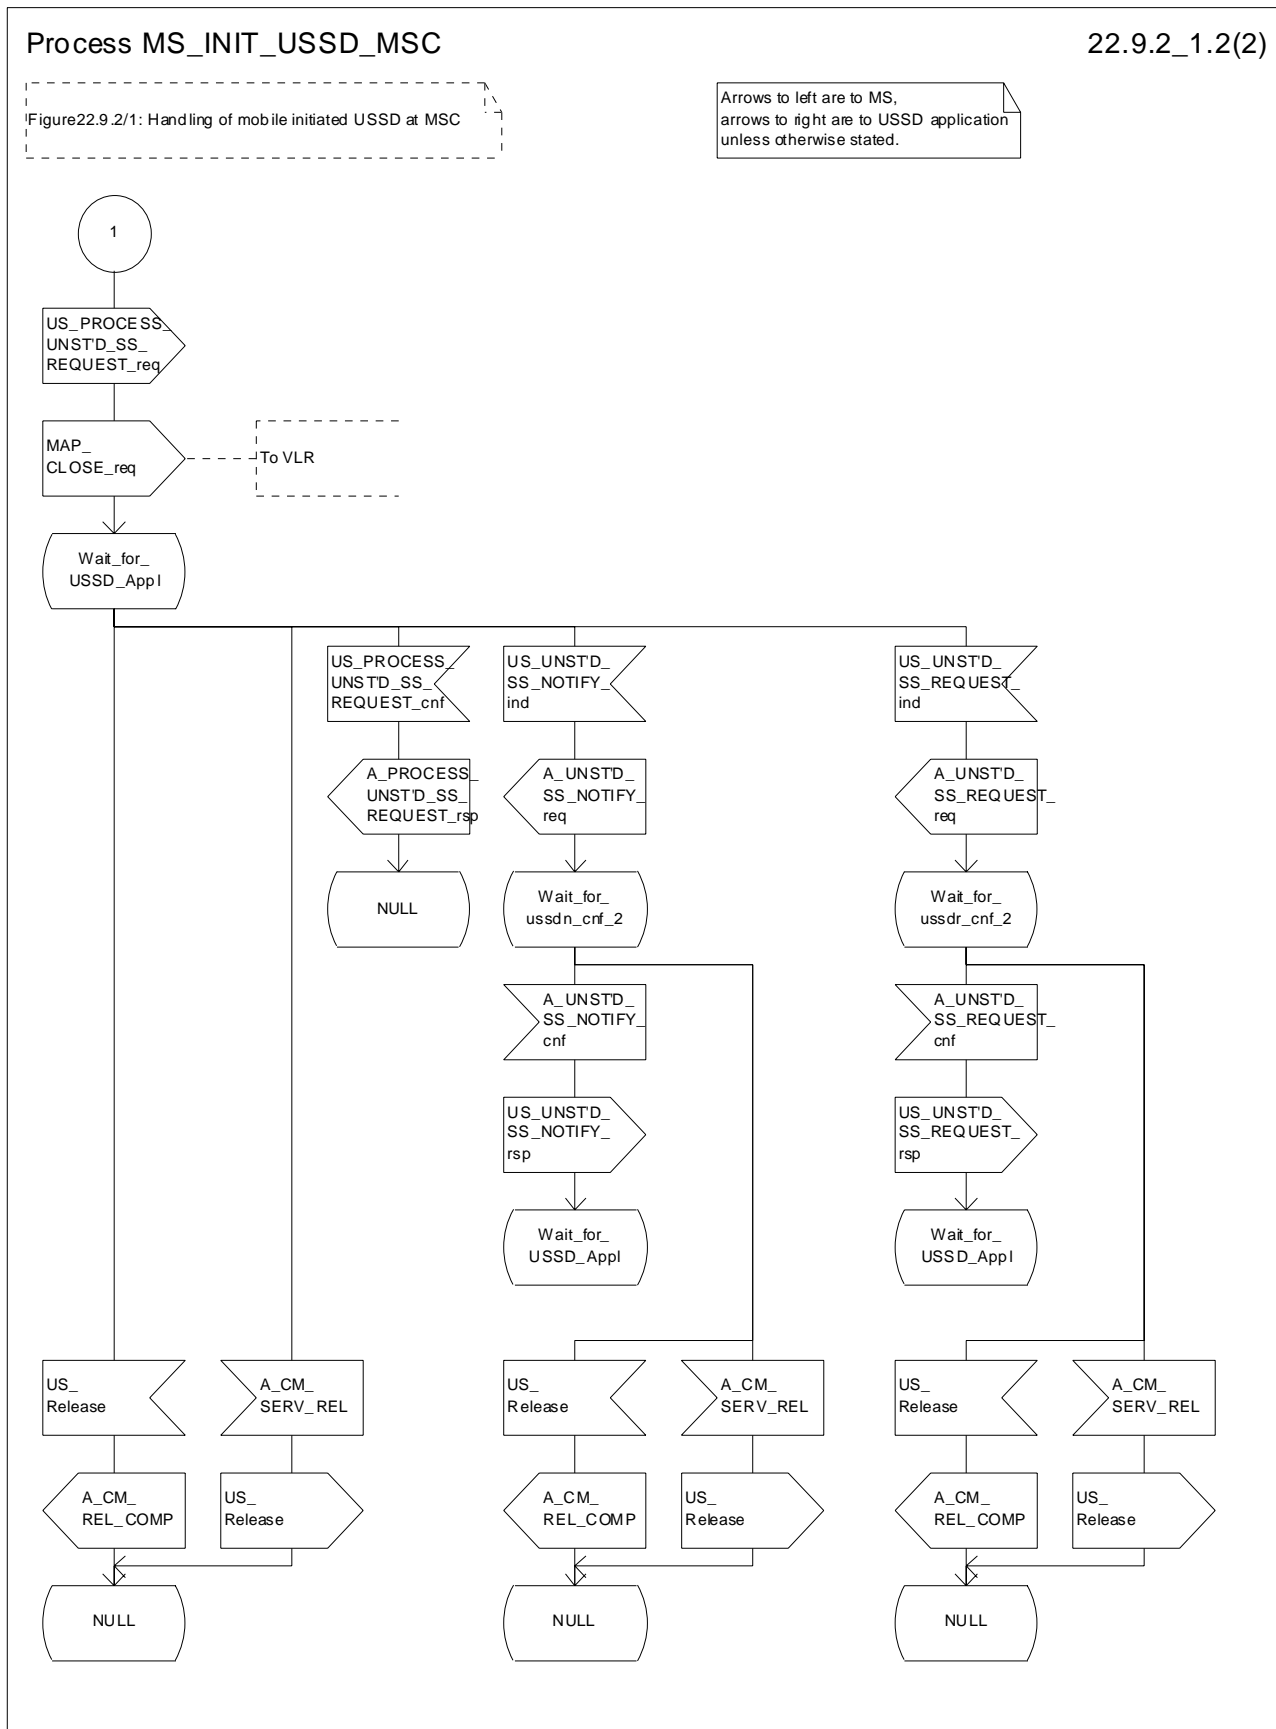 Process MS_INIT_USSD_MSC
22.9.2_1.2(2)
Figure22.9.2/1: Handling of mobile initiated USSD at MSC
Arrows to left are to MS,
arrows to right are to USSD application
unless otherwise stated.
1
US_PROCESS_
UNST'D_SS_
REQUEST_req
MAP_
CLOSE_req
To VLR
Wait_for_
USSD_Appl
US_PROCESS_
UNST'D_SS_
REQUEST_cnf
US_UNST'D_
SS_NOTIFY_
ind
US_UNST'D_
SS_REQUEST_
ind
A_PROCESS_
UNST'D_SS_
REQUEST_rsp
A_UNST'D_
SS_NOTIFY_
req
A_UNST'D_
SS_REQUEST_
req
NULL
Wait_for_
ussdn_cnf_2
Wait_for_
ussdr_cnf_2
A_UNST'D_
SS_NOTIFY_
cnf
A_UNST'D_
SS_REQUEST_
cnf
US_UNST'D_
SS_NOTIFY_
rsp
US_UNST'D_
SS_REQUEST_
rsp
Wait_for_
USSD_Appl
Wait_for_
USSD_Appl
US_
Release
A_CM_
SERV_REL
US_
Release
A_CM_
SERV_REL
US_
Release
A_CM_
SERV_REL
A_CM_
REL_COMP
US_
Release
A_CM_
REL_COMP
US_
Release
A_CM_
REL_COMP
US_
Release
NULL
NULL
NULL